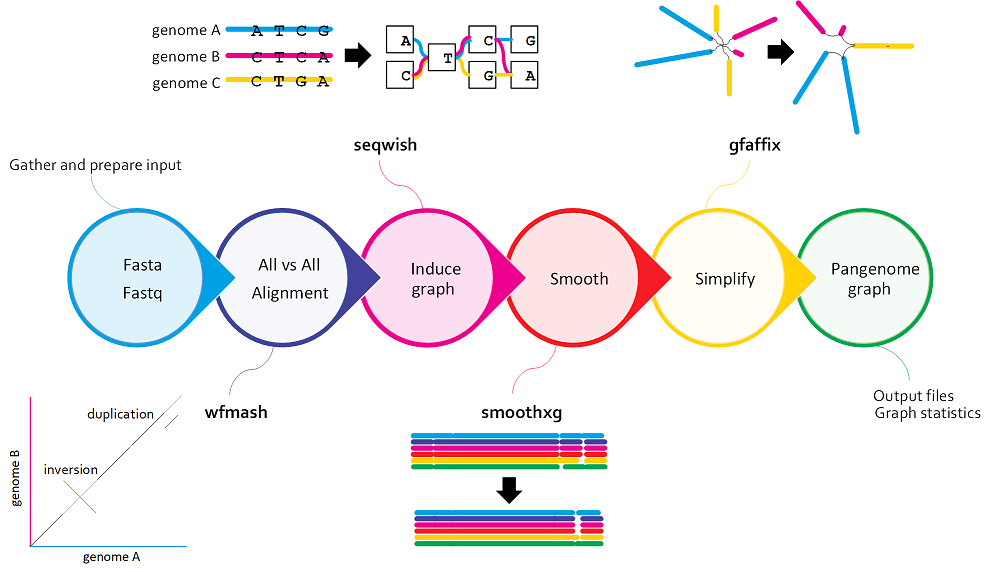 genome A A T C G
genome B C T C A
genome C C T G A
A T C G
C G A
seqwish
gfaffix
Gather and prepare input
Fasta
Fastq
All vs All
Alignment
Induce
graph
Smooth
Simplify
Pangenome
graph
wfmash
smoothxg
Output files
Graph statistics
duplication
inversion
genome B
genome A